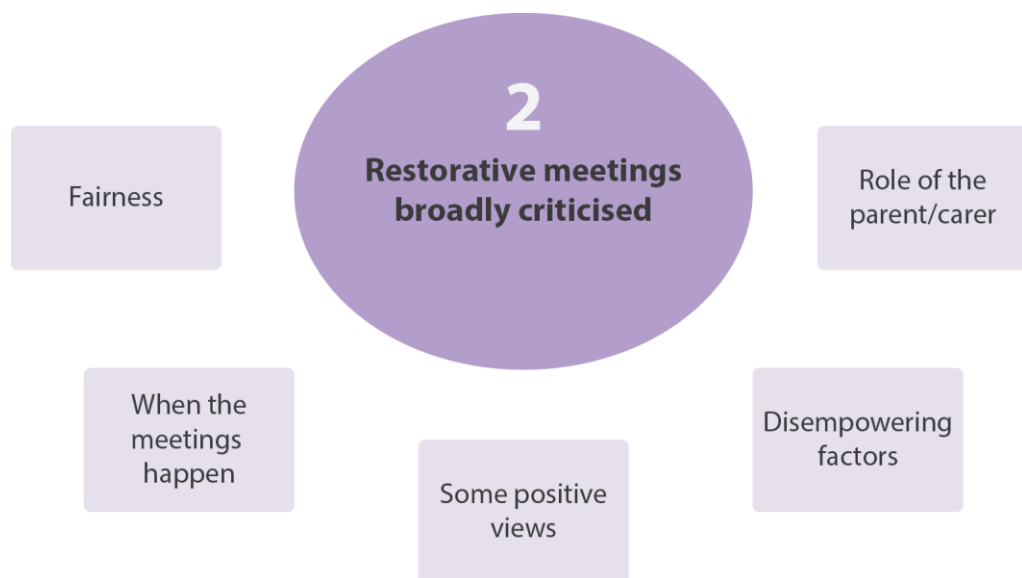 2
Restorative meetings
broadly criticised
Fairness
Role of the
parent/carer
When the
meetings
happen
Disempowering
factors
Some positive
views